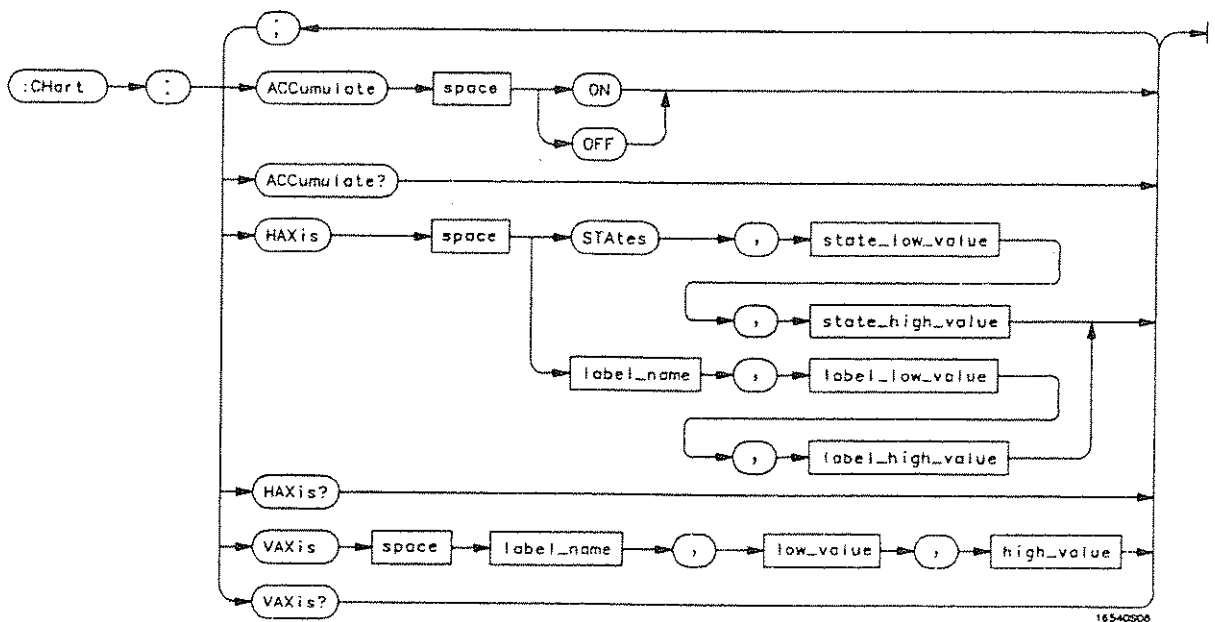 ;
:CHart : ACCumulate space ON
OFF
ACCumulate?
HAXis space STAtes , state_low_value
, state_high_value
label_name , label_low_value
, label_high_value
HAXis?
VAXis space label_name , low_value , high_value
VAXis?
16540S08